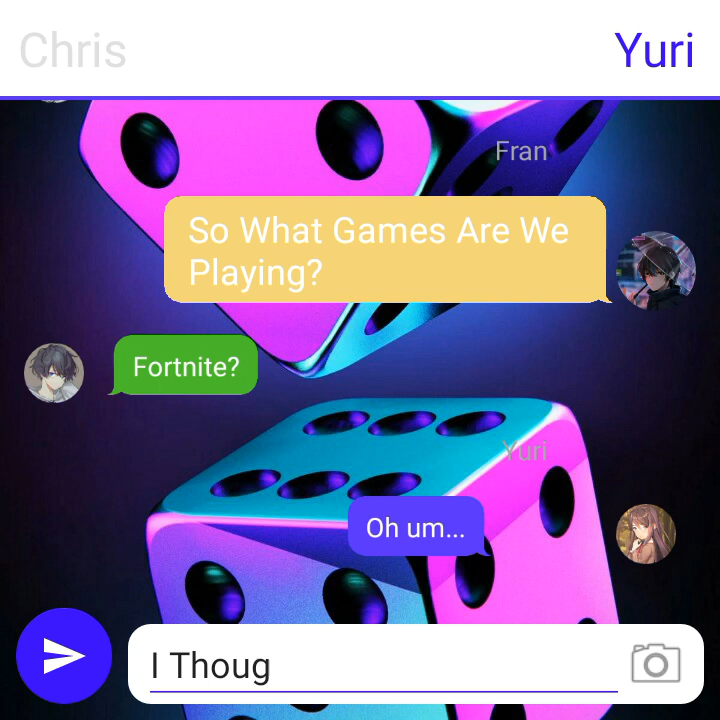 Chris
Yuri
Fran
So What Games Are We
Playing?
Fortnite?
Yuri
Oh um...
I Thoug